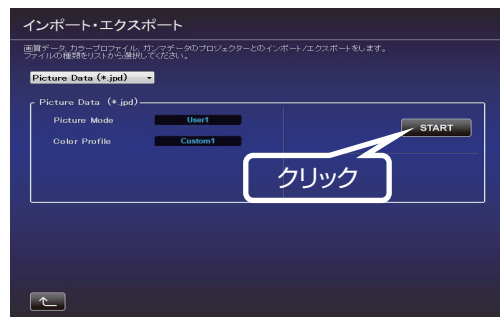 インポート・エクスポート
画質データ、カラープロファイル、ガンマデータのプロジェクターとのインポート/エクスポートをします。
ファイルの種類をリストから選択してください。
Picture Data (*.jpd)
Picture Data (*.jpd)
Picture Mode User1
START
Color Profile Custom1
クリック